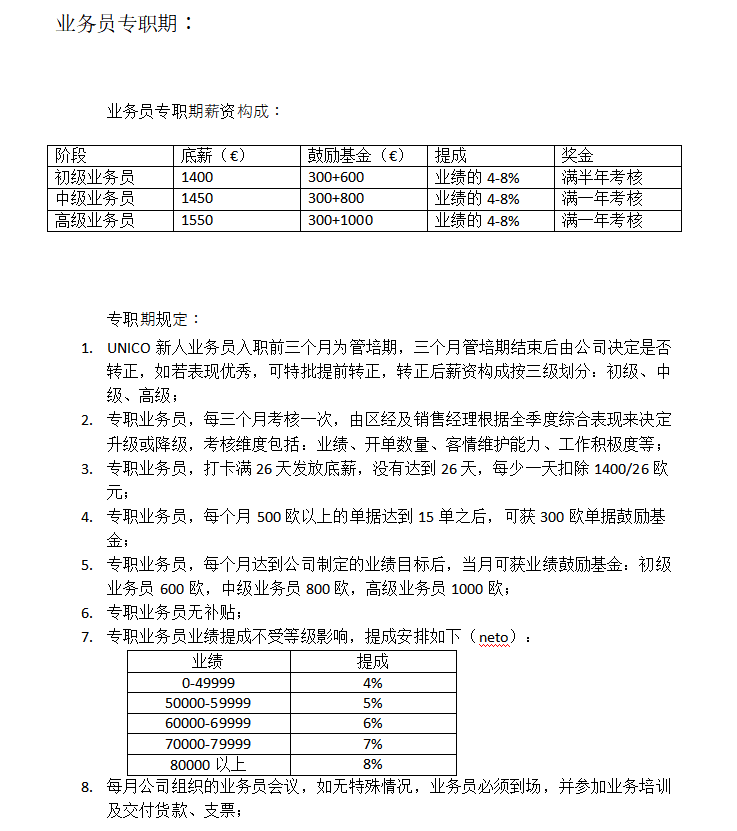 业务员专职期：
业务员专职期薪资构成：
阶段 底薪（€） 鼓励基金（€） 提成 奖金
初级业务员 1400 300+600 业绩的 4-8% 满半年考核
中级业务员 1450 300+800 业绩的 4-8% 满一年考核
高级业务员 1550 300+1000 业绩的 4-8% 满一年考核
专职期规定：
1. UNICO 新人业务员入职前三个月为管培期，三个月管培期结束后由公司决定是否
转正，如若表现优秀，可特批提前转正，转正后薪资构成按三级划分：初级、中
级、高级；
2. 专职业务员，每三个月考核一次，由区经及销售经理根据全季度综合表现来决定
升级或降级，考核维度包括：业绩、开单数量、客情维护能力、工作积极度等；
3. 专职业务员，打卡满 26 天发放底薪，没有达到 26 天，每少一天扣除 1400/26 欧
元；
4. 专职业务员，每个月 500 欧以上的单据达到 15 单之后，可获 300 欧单据鼓励基
金；
5. 专职业务员，每个月达到公司制定的业绩目标后，当月可获业绩鼓励基金：初级
业务员 600 欧，中级业务员 800 欧，高级业务员 1000 欧；
6. 专职业务员无补贴；
7. 专职业务员业绩提成不受等级影响，提成安排如下（neto）：
业绩 提成
0-49999 4%
50000-59999 5%
60000-69999 6%
70000-79999 7%
80000 以上 8%
8. 每月公司组织的业务员会议，如无特殊情况，业务员必须到场，并参加业务培训
及交付货款、支票；